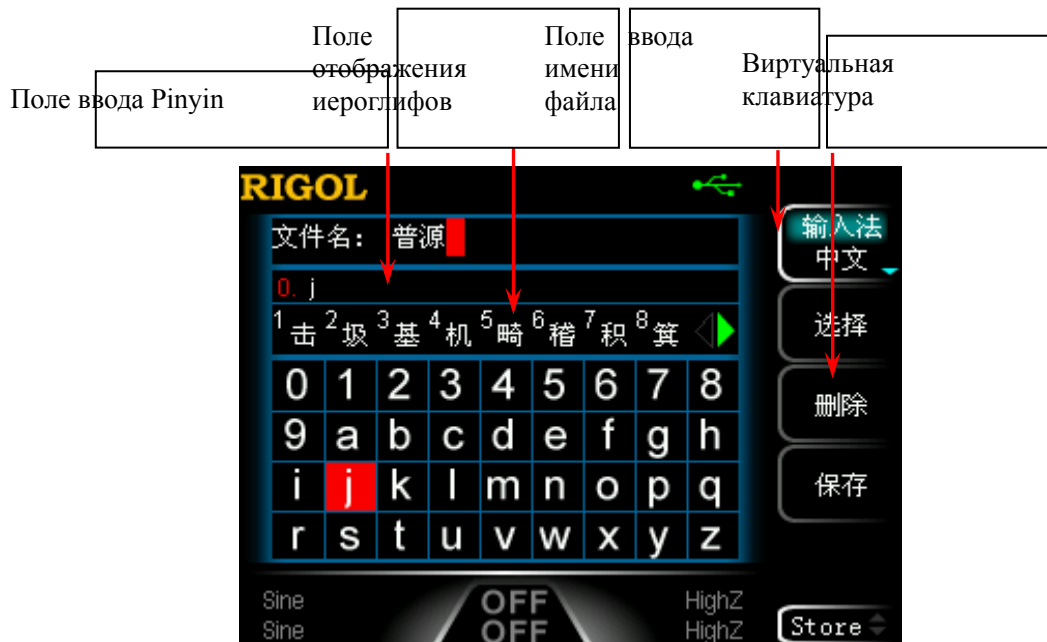 Поле ввода Pinyin
Поле
отображения
иероглифов
Поле ввода
имени
файла
Виртуальная
клавиатура
RIGOL
文件名： 普源
0. j
1 击 2 圾 3 基 4 机 5 畸 6 稽 7 积 8 箕
0 1 2 3 4 5 6 7 8
9 a b c d e f g h
i j k l m n o p q
r s t u v w x y z
输入法
中文
选择
删除
保存
Sine OFF HighZ
Sine OFF HighZ
Store